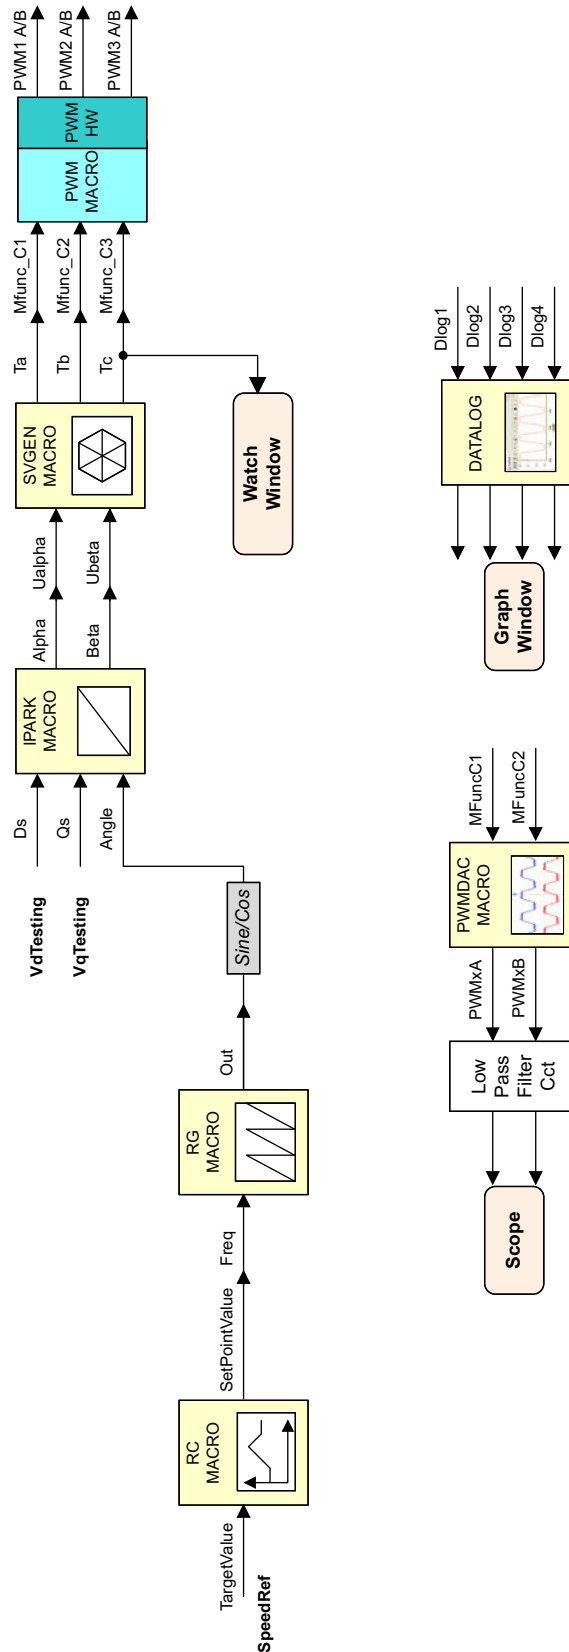 VdTesting
VqTesting
Ds
Qs
Angle
IPARK
MACRO
Alpha
Beta
Ualpha
Ubeta
SVGEN
MACRO
Ta
Tb
Tc
Mfunc_C1
Mfunc_C2
Mfunc_C3
PWM
MACRO
PWM
HW
PWM1 A/B
PWM2 A/B
PWM3 A/B
SpeedRef
TargetValue
RC
MACRO
SetPointValue
Freq
RG
MACRO
Out
Sine/Cos
Watch
Window
Scope
Low
Pass
Filter
Cct
PWMxA
PWMxB
PWMDAC
MACRO
MFuncC1
MFuncC2
Graph
Window
DATALOG
Dlog1
Dlog2
Dlog3
Dlog4